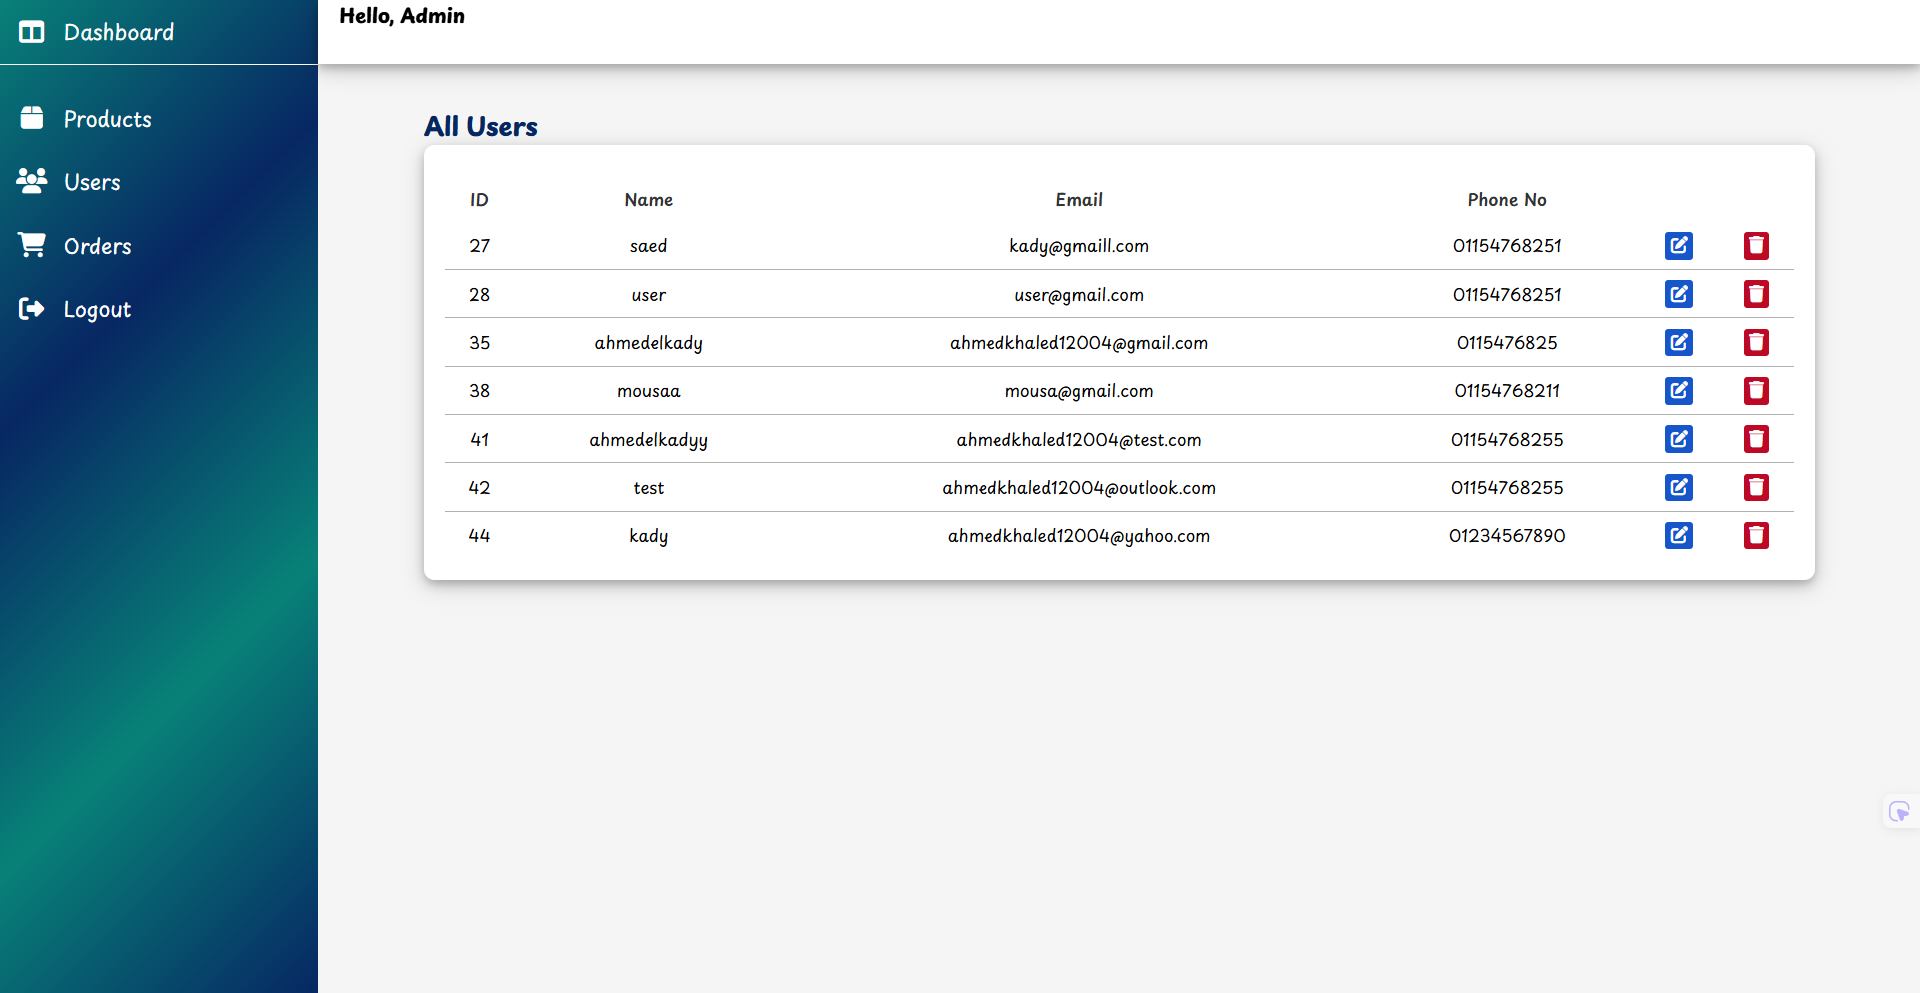 Dashboard
Products
Users
Orders
Logout
Hello, Admin
All Users
ID Name Email Phone No
27 saed kady@gmaill.com 01154768251
28 user user@gmail.com 01154768251
35 ahmedelkady ahmedkhaled12004@gmail.com 0115476825
38 mousaa mousa@gmail.com 01154768211
41 ahmedelkadyy ahmedkhaled12004@test.com 01154768255
42 test ahmedkhaled12004@outlook.com 01154768255
44 kady ahmedkhaled12004@yahoo.com 01234567890